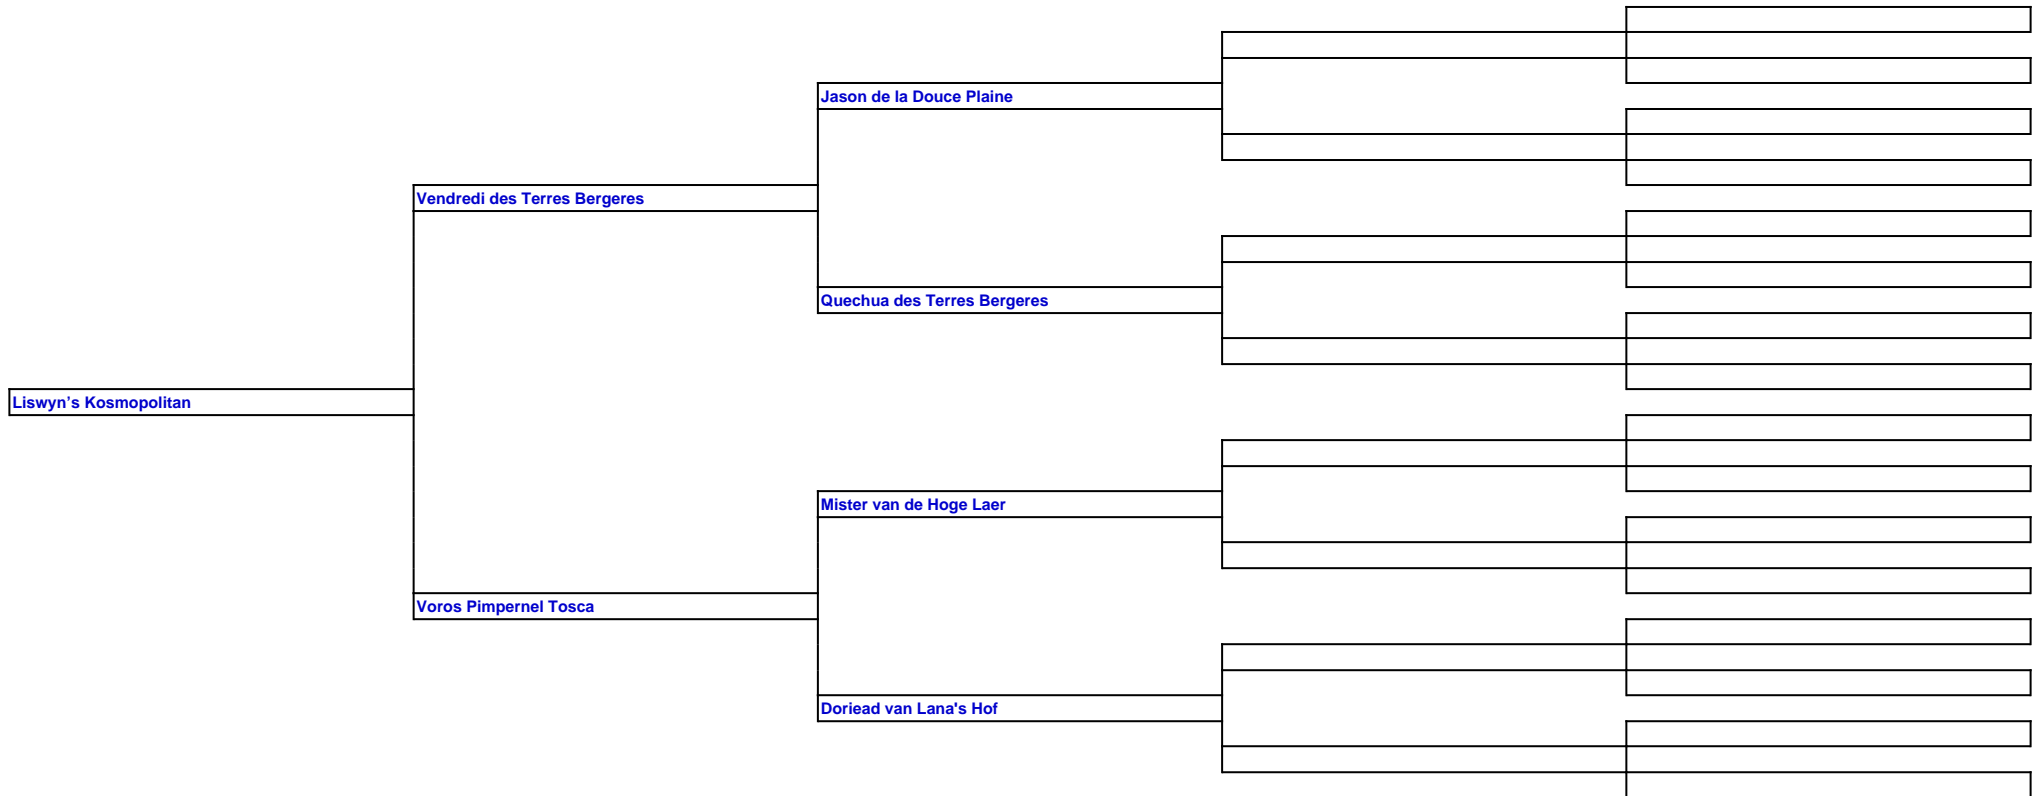 Jason de la Douce Plaine
Vendredi des Terres Bergeres
Quechua des Terres Bergeres
Liswyn’s Kosmopolitan
Mister van de Hoge Laer
Voros Pimpernel Tosca
Doriead van Lana's Hof